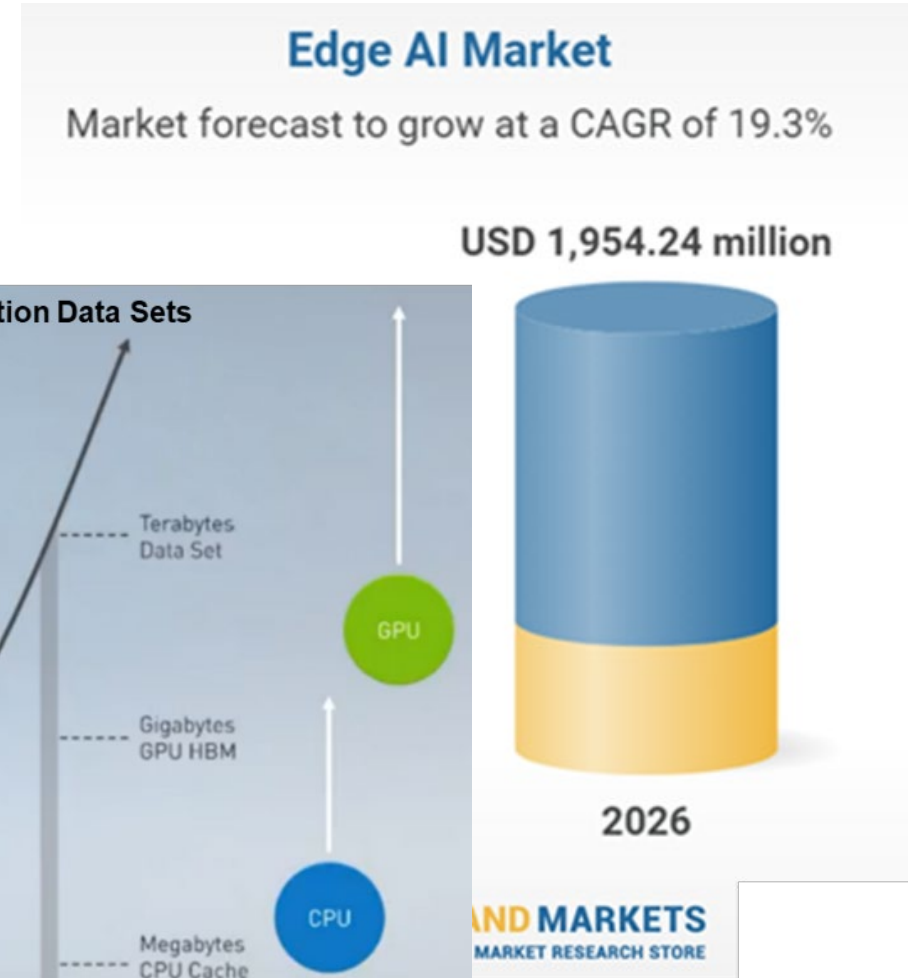 Edge AI Market
Market forecast to grow at a CAGR of 19.3%
USD 1,954.24 million
tion Data Sets
Terabytes
Data Set
GPU
Gigabytes
GPU HBM
2026
CPU
AND MARKETS
MARKET RESEARCH STORE
Megabytes
CPU Cache